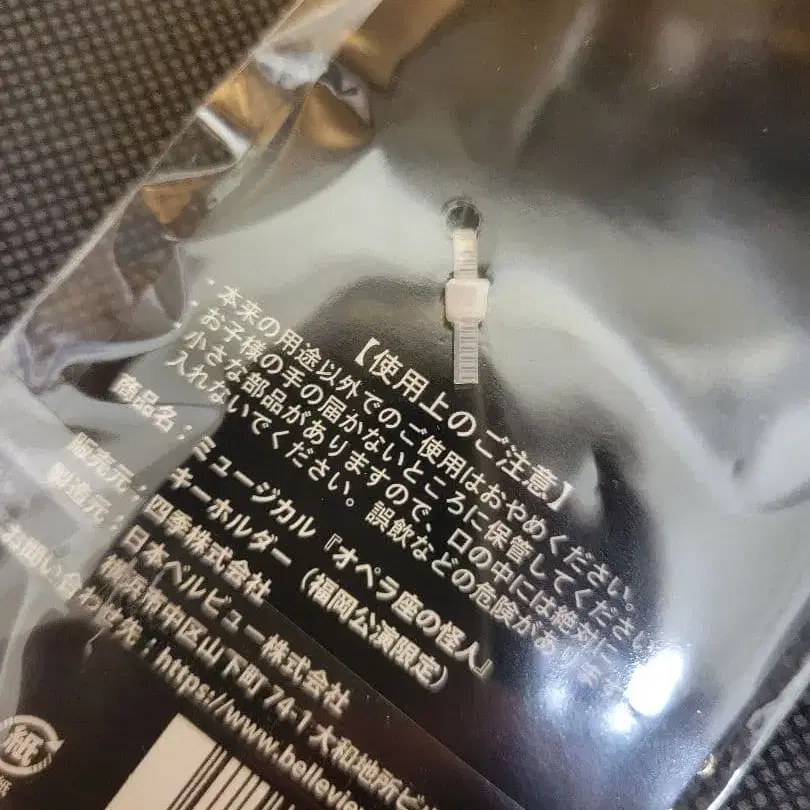 【使用上のご注意】
・本来の用途以外でのご使用はおやめください。
・お子様の手の届かないところに保管してください
小さな部品がありますので、口の中には絶対に
入れないでください。誤飲などの危険があります
商品名：ミュージカル『オペラ座の怪人』
キーホルダー（福岡公演限定）
販売元：四季株式会社
製造元：日本ベルビュー株式会社
横浜市中区山下町74-1大和地所ビ
お問い合わせ先：https://www.bellevie
紙